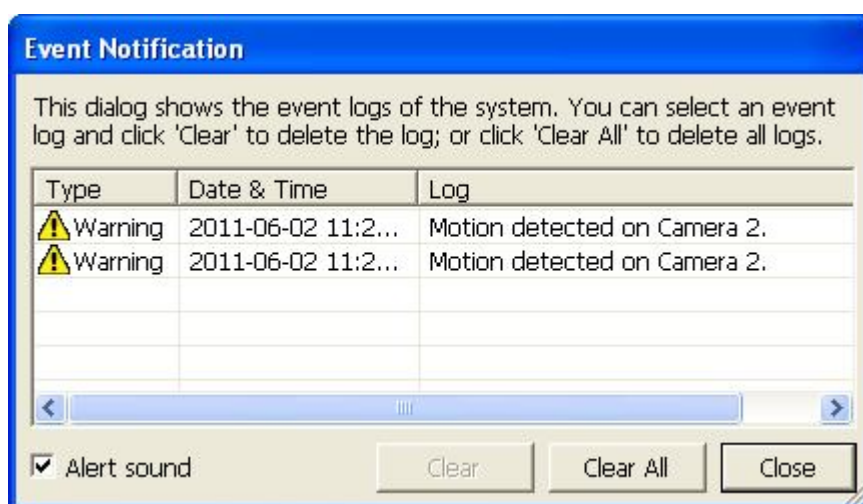 Event Notification
This dialog shows the event logs of the system. You can select an event
log and click 'Clear' to delete the log; or click 'Clear All' to delete all logs.
Type Date & Time Log
Warning 2011-06-02 11:2... Motion detected on Camera 2.
Warning 2011-06-02 11:2... Motion detected on Camera 2.
Alert sound Clear Clear All Close